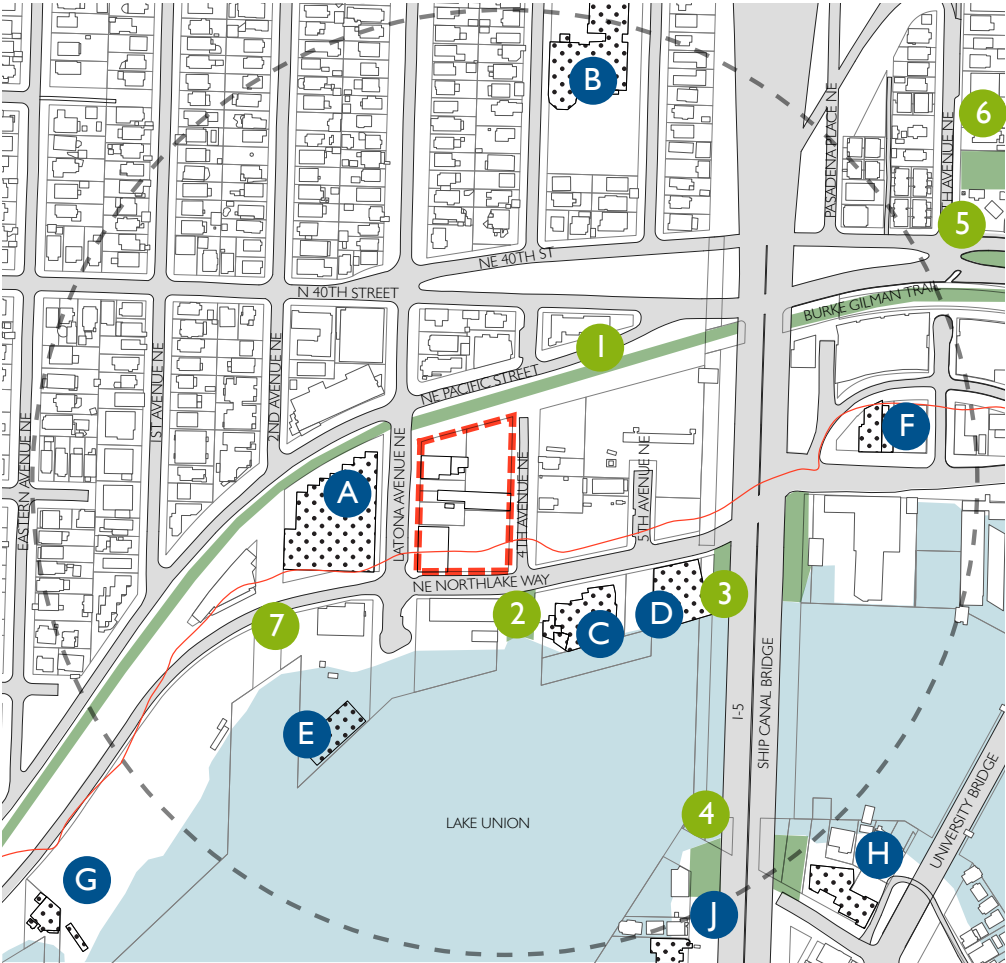 B
6
PASADENA PLACE NE
TH AVENUE NE
5
NE 40TH ST
N 40TH STREET
BURKE GILMAN TRAIL
1
NE PACIFIC STREET
1ST AVENUE NE
2ND AVENUE NE
F
A
LATONA AVENUE NE
4TH AVENUE NE
5TH AVENUE NE
EASTERN AVENUE NE
NE NORTHLAKE WAY
3
2
D
7
C
I-5
SHIP CANAL BRIDGE
E
UNIVERSITY BRIDGE
4
LAKE UNION
H
G
J